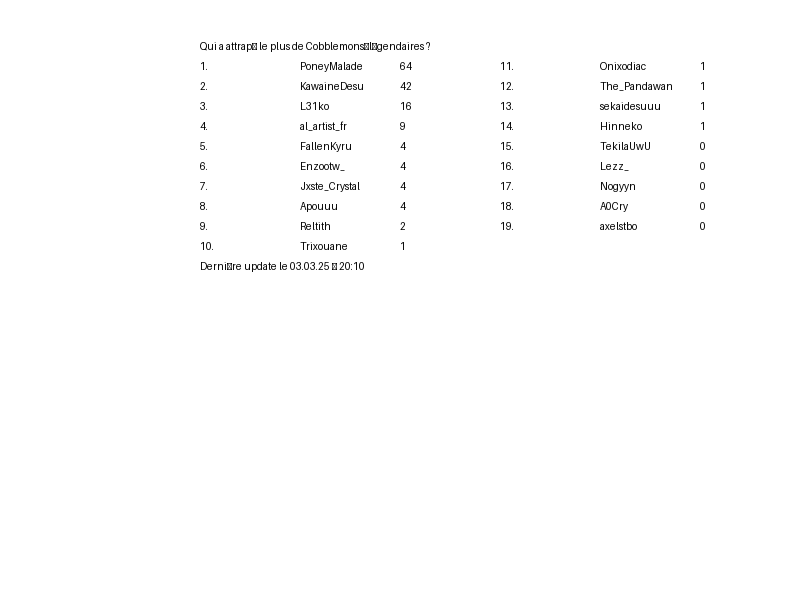 Qui a attrap▯ le plus de Cobblemons l▯gendaires ?
1. PoneyMalade 64
2. KawaineDesu 42
3. L31ko 16
4. al_artist_fr 9
5. FallenKyru 4
6. Enzootw_ 4
7. Jxste_Crystal 4
8. Apouuu 4
9. Reltith 2
10. Trixouane 1
11. Onixodiac 1
12. The_Pandawan 1
13. sekaidesuuu 1
14. Hinneko 1
15. TekilaUwU 0
16. Lezz_ 0
17. Nogyyn 0
18. A0Cry 0
19. axelstbo 0
Derni▯re update le 03.03.25 ▯ 20:10